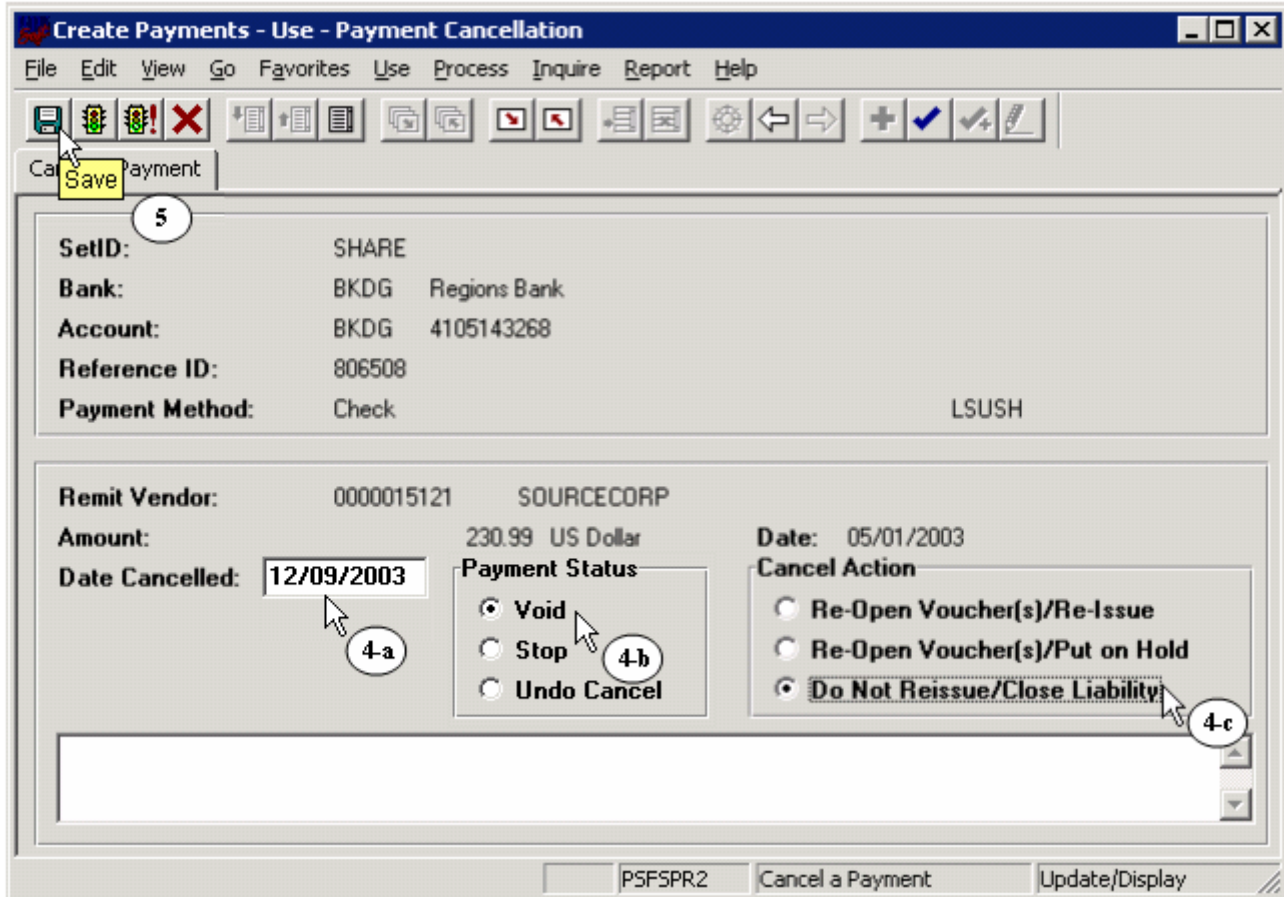 Create Payments - Use - Payment Cancellation
File Edit View Go Favorites Use Process Inquire Report Help
Ca Payment
Save
5
SetID: SHARE
Bank: BKDG Regions Bank
Account: BKDG 4105143268
Reference ID: 806508
Payment Method: Check LSUSH
Remit Vendor: 0000015121 SOURCECORP
Amount: 230.99 US Dollar Date: 05/01/2003
Date Cancelled: 12/09/2003 Payment Status Cancel Action
Void Re-Open Voucher(s)/Re-Issue
4-a Stop 4-b Re-Open Voucher(s)/Put on Hold
Undo Cancel Do Not Reissue/Close Liability
4-c
PSFSPR2 Cancel a Payment Update/Display